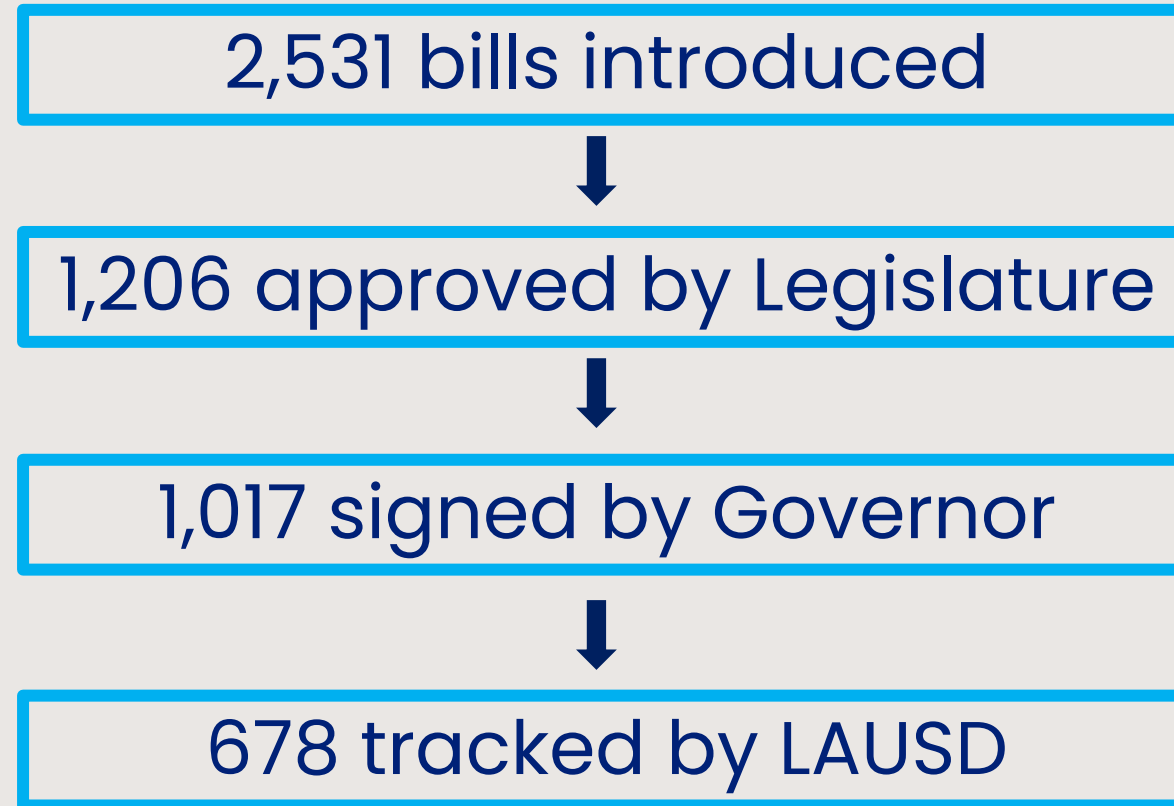 2,531 bills introduced
1,206 approved by Legislature
1,017 signed by Governor
678 tracked by LAUSD